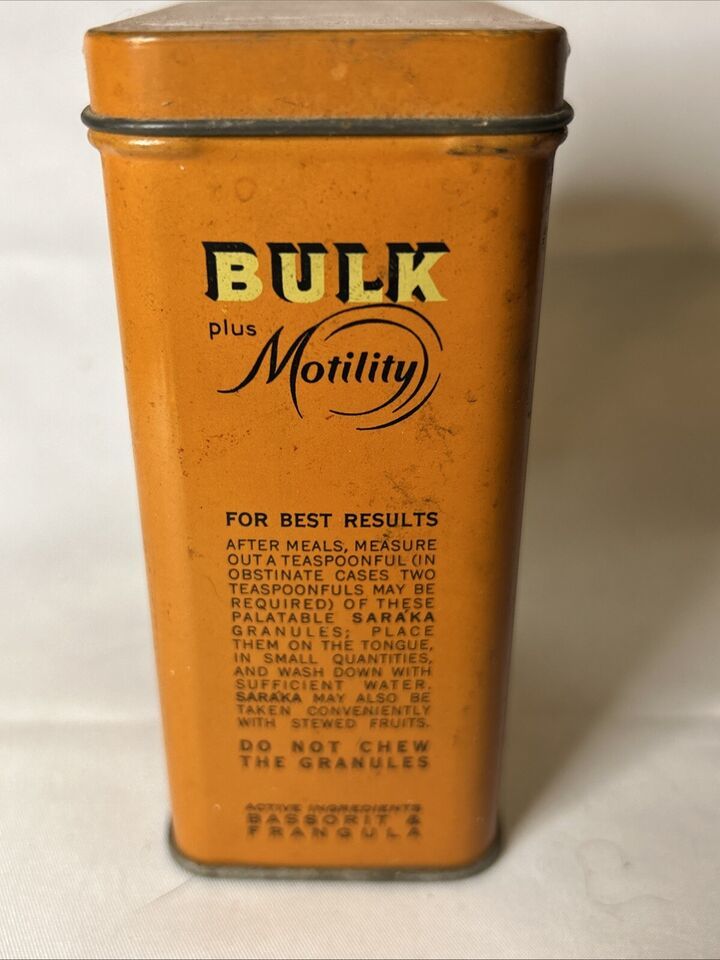 BULK
plus
Motility
FOR BEST RESULTS
AFTER MEALS, MEASURE
OUT A TEASPOONFUL (IN
OBSTINATE CASES TWO
TEASPOONFULS MAY BE
REQUIRED) OF THESE
PALATABLE SARAKA
GRANULES; PLACE
THEM ON THE TONGUE,
IN SMALL QUANTITIES,
AND WASH DOWN WITH
SUFFICIENT WATER.
SARAKA MAY ALSO BE
TAKEN CONVENIENTLY
WITH STEWED FRUITS.
DO NOT CHEW
THE GRANULES
ACTIVE INGREDIENTS
BASSORIT &
FRANGULA